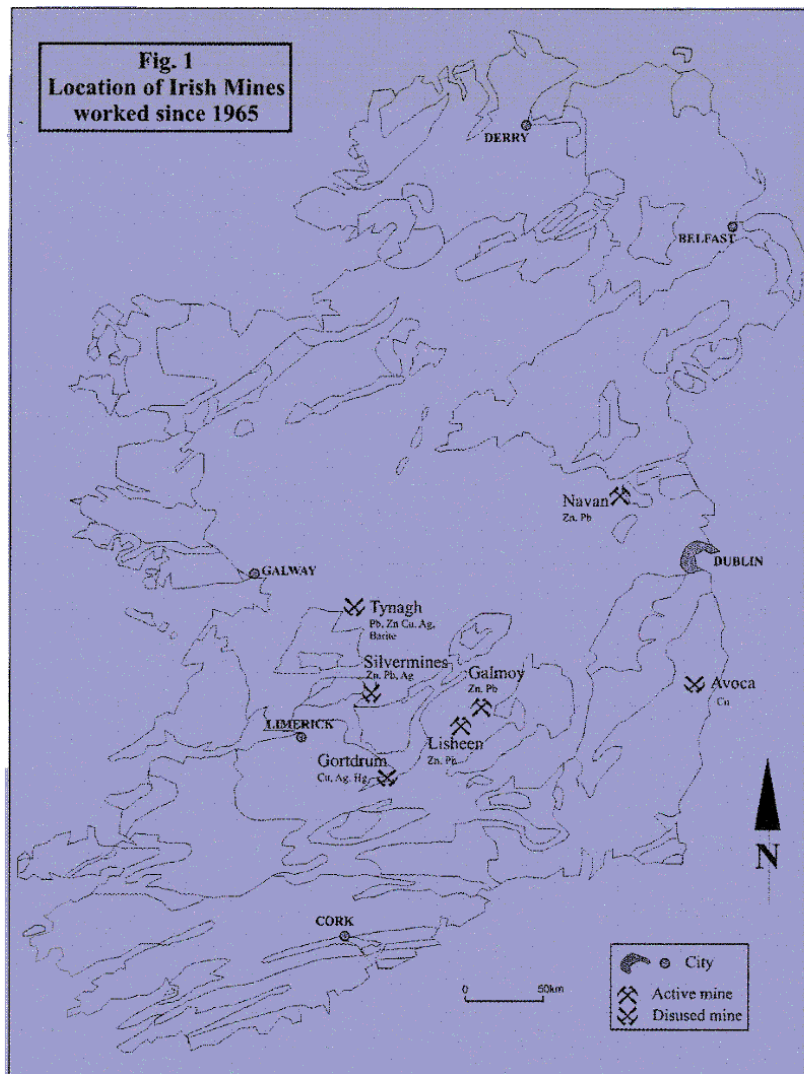 Fig. 1
Location of Irish Mines
worked since 1965
DERRY
BELFAST
Navan
Zn, Pb
DUBLIN
GALWAY
Tynagh
Pb, Zn Cu, Ag,
Barite
Silvermines
Zn, Pb, Ag
Galmoy
Zn, Pb
Avoca
Cu
LIMERICK
Lisheen
Zn, Pb
Gortdrum
Cu, Ag, Hg
N
CORK
City
0 50km
Active mine
Disused mine